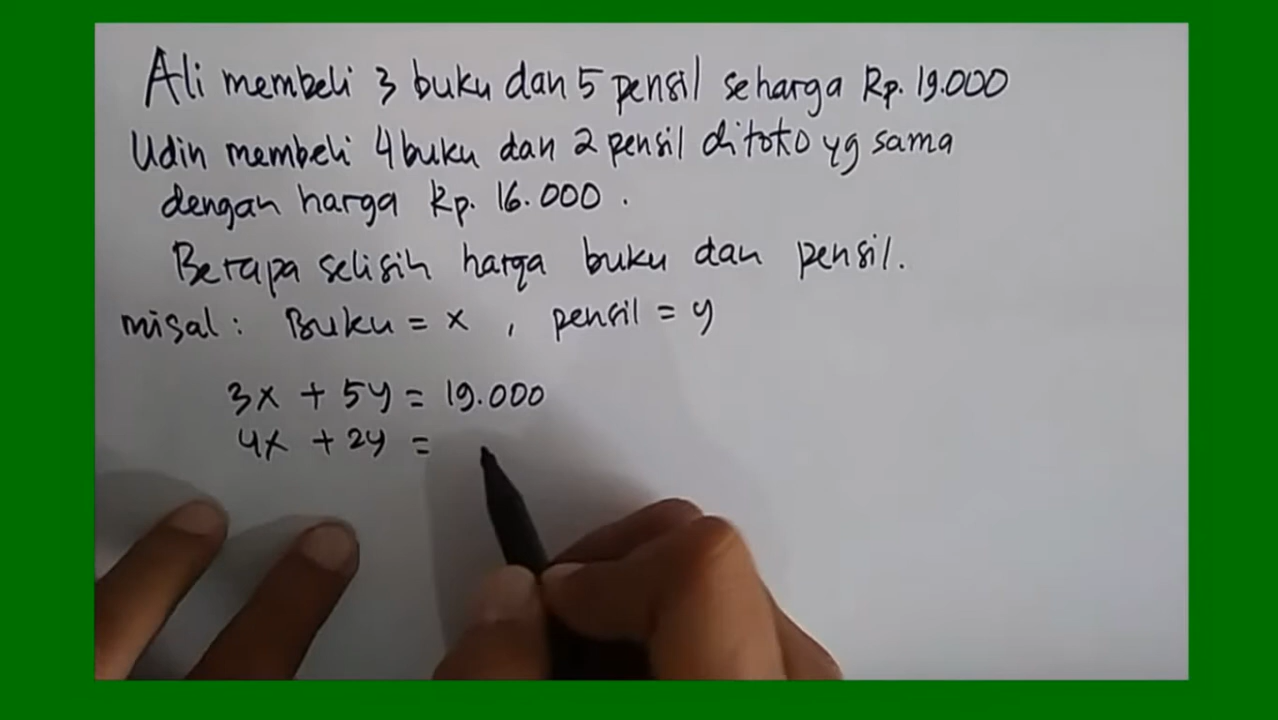 Ali membeli 3 buku dan 5 pensil seharga Rp. 19.000
Udin membeli 4 buku dan 2 pensil di toko yg sama
dengan harga Rp. 16.000.
Berapa selisih harga buku dan pensil.
misal: Buku = x, pensil = y
3x + 5y = 19.000
4x + 2y =